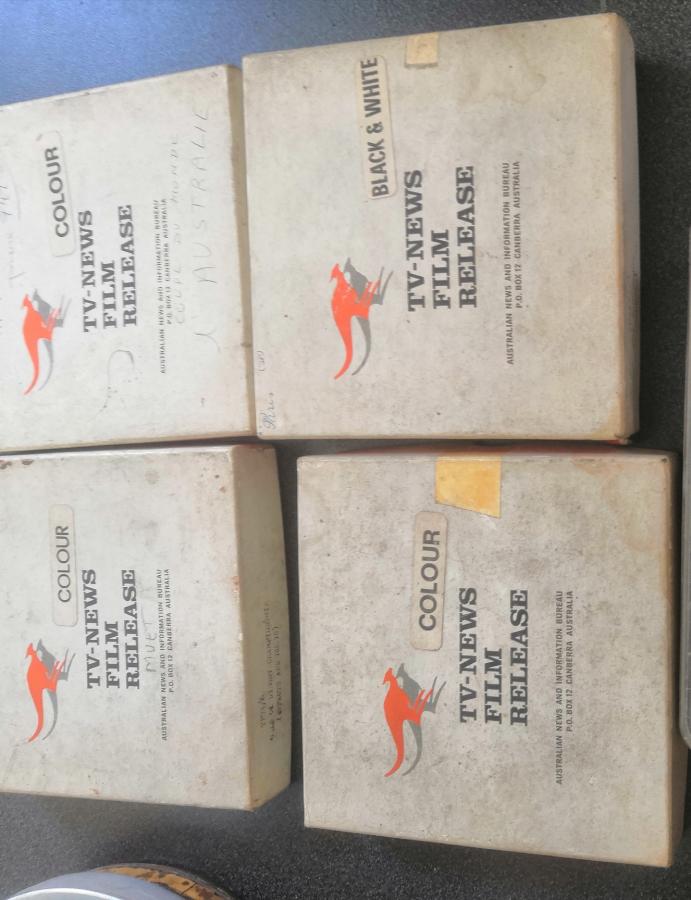 COLOUR
TV-NEWS
FILM
RELEASE
AUSTRALIAN NEWS AND INFORMATION BUREAU
P.O. BOX 12 CANBERRA AUSTRALIA
COUPE DU MONDE
AUSTRALIE
BLACK & WHITE
TV-NEWS
FILM
RELEASE
AUSTRALIAN NEWS AND INFORMATION BUREAU
P.O. BOX 12 CANBERRA AUSTRALIA
COLOUR
TV-NEWS
FILM
RELEASE
MUET
AUSTRALIAN NEWS AND INFORMATION BUREAU
P.O. BOX 12 CANBERRA AUSTRALIA
COLOUR
TV-NEWS
FILM
RELEASE
AUSTRALIAN NEWS AND INFORMATION BUREAU
P.O. BOX 12 CANBERRA AUSTRALIA